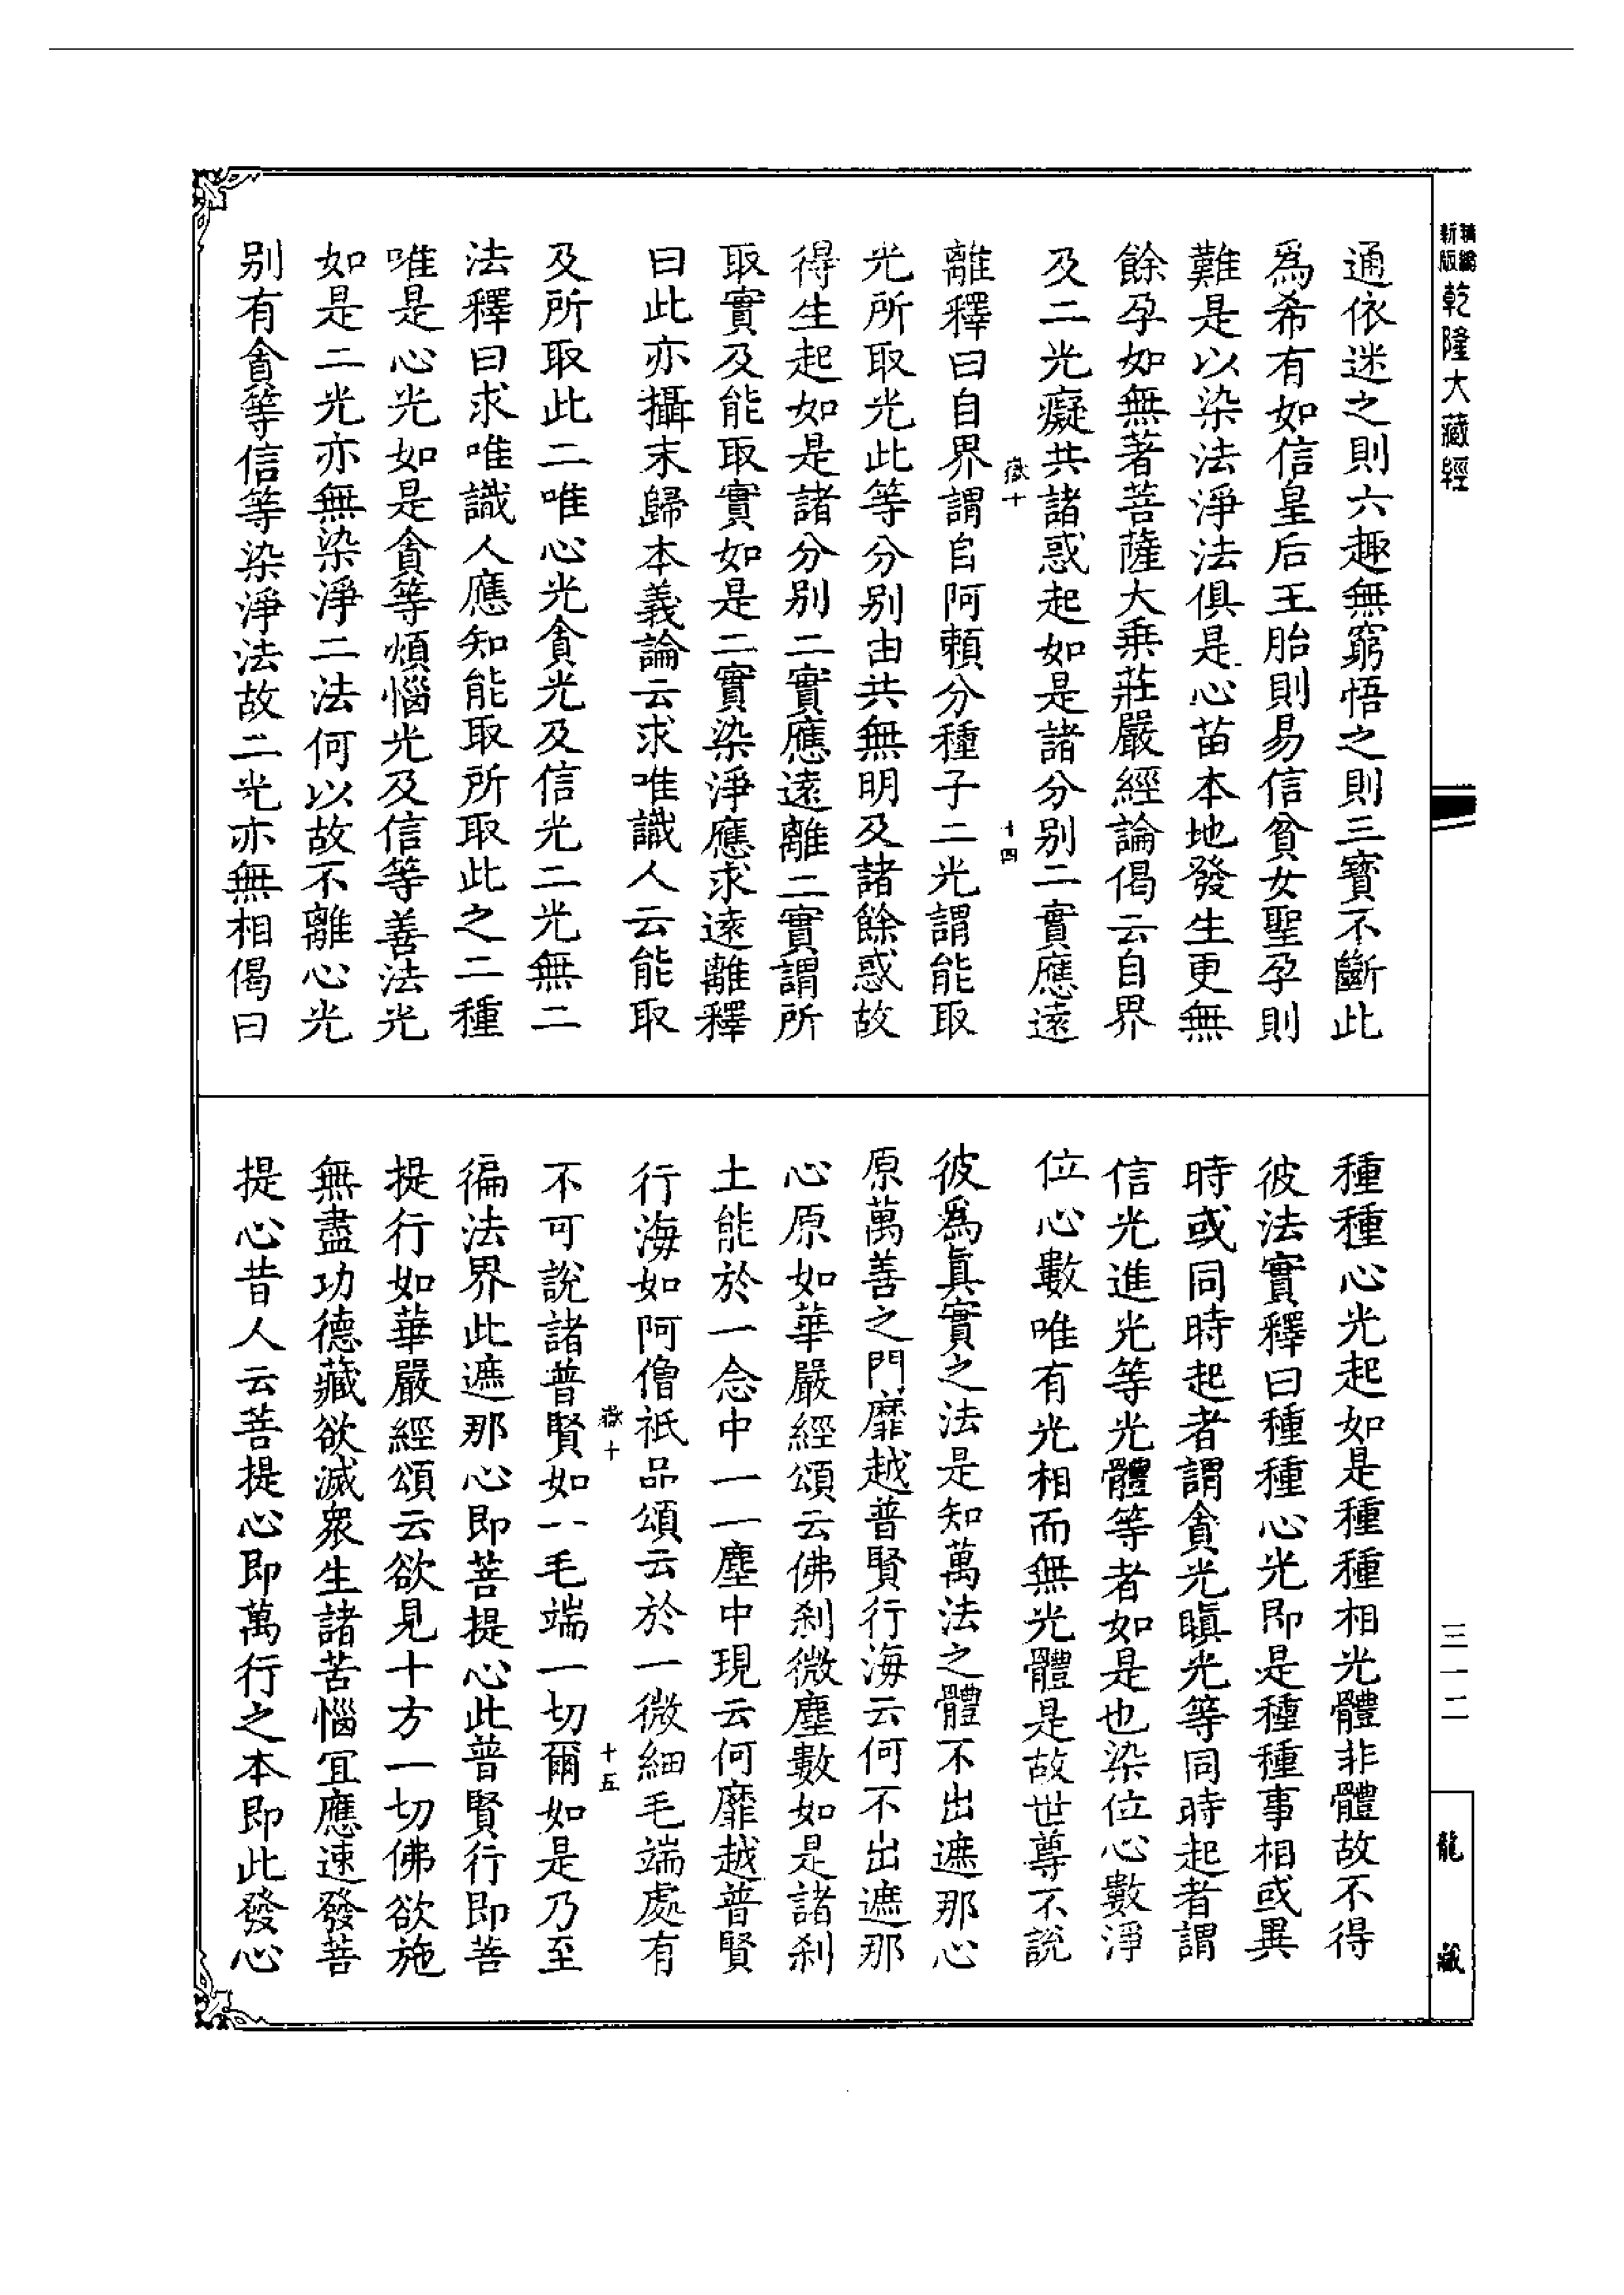 精編新版乾隆大藏經
通依迷之則六趣無窮悟之則三寶不斷此
爲希有如信皇后王胎則易信貧女聖孕則
難是以染法淨法俱是心苗本地發生更無
餘孕如無著菩薩大乘莊嚴經論偈云自界
及二光癡共諸惑起如是諸分别二實應遠
嶽十 十四
離釋曰自界謂自阿賴分種子二光謂能取
光所取光此等分别由共無明及諸餘惑故
得生起如是諸分别二實應遠離二實謂所
取實及能取實如是二實染淨應求遠離釋
曰此亦攝末歸本義論云求唯識人云能取
及所取此二唯心光貪光及信光二光無二
法釋曰求唯識人應知能取所取此之二種
唯是心光如是貪等煩惱光及信等善法光
如是二光亦無染淨二法何以故不離心光
别有貪等信等染淨法故二光亦無相偈曰
種種心光起如是種種相光體非體故不得
彼法實釋曰種種心光即是種種事相或異
時或同時起者謂貪光瞋光等同時起者謂
信光進光等光體等者如是也染位心數淨
位心數唯有光相而無光體是故世尊不說
彼爲眞實之法是知萬法之體不出遮那心
原萬善之門靡越普賢行海云何不出遮那
心原如華嚴經頌云佛刹微塵數如是諸刹
土能於一念中一一塵中現云何靡越普賢
行海如阿僧祇品頌云於一微細毛端處有
嶽十 十五
不可說諸普賢如一毛端一切爾如是乃至
徧法界此遮那心即菩提心此普賢行即菩
提行如華嚴經頌云欲見十方一切佛欲施
無盡功德藏欲滅衆生諸苦惱宜應速發菩
提心昔人云菩提心即萬行之本即此發心
三一二
龍藏